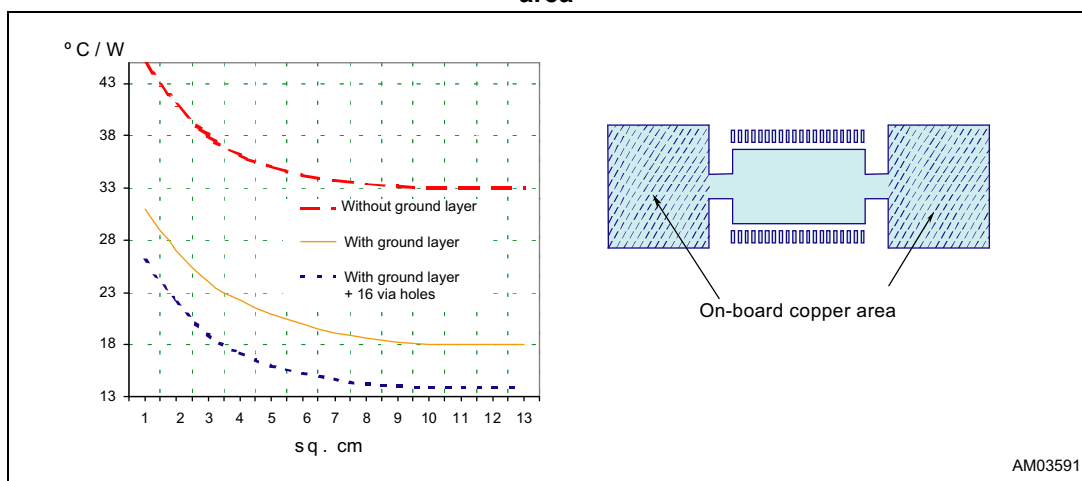 area
º C / W
43
38
33
28
23
18
13
1 2 3 4 5 6 7 8 9 10 11 12 13
sq. cm
Without ground layer
With ground layer
With ground layer
+ 16 via holes
On-board copper area
AM03591